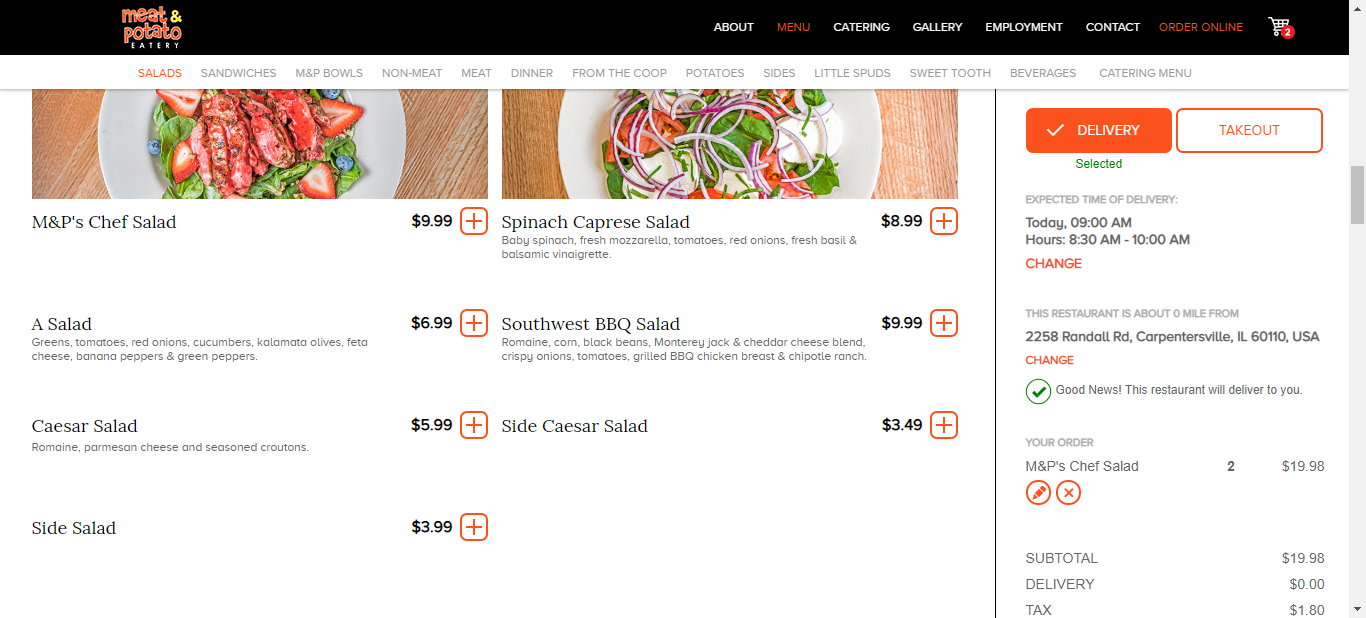 meat &
potato
EATERY
ABOUT MENU CATERING GALLERY EMPLOYMENT CONTACT ORDER ONLINE 2
SALADS SANDWICHES M&P BOWLS NON-MEAT MEAT DINNER FROM THE COOP POTATOES SIDES LITTLE SPUDS SWEET TOOTH BEVERAGES CATERING MENU
M&P's Chef Salad $9.99
Spinach Caprese Salad $8.99
Baby spinach, fresh mozzarella, tomatoes, red onions, fresh basil &
balsamic vinaigrette.
A Salad $6.99
Greens, tomatoes, red onions, cucumbers, kalamata olives, feta
cheese, banana peppers & green peppers.
Southwest BBQ Salad $9.99
Romaine, corn, black beans, Monterey jack & cheddar cheese blend,
crispy onions, tomatoes, grilled BBQ chicken breast & chipotle ranch.
Caesar Salad $5.99
Romaine, parmesan cheese and seasoned croutons.
Side Caesar Salad $3.49
Side Salad $3.99
DELIVERY TAKEOUT
Selected
EXPECTED TIME OF DELIVERY:
Today, 09:00 AM
Hours: 8:30 AM - 10:00 AM
CHANGE
THIS RESTAURANT IS ABOUT 0 MILE FROM
2258 Randall Rd, Carpentersville, IL 60110, USA
CHANGE
Good News! This restaurant will deliver to you.
YOUR ORDER
M&P's Chef Salad 2 $19.98
SUBTOTAL $19.98
DELIVERY $0.00
TAX $1.80